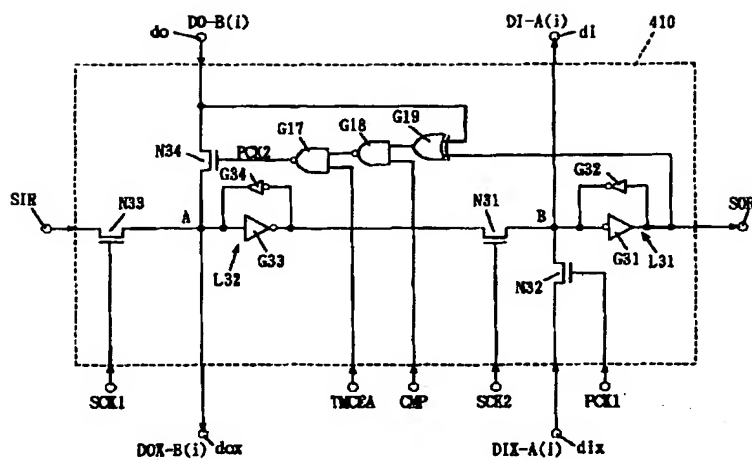 DO-B(i)
do
DI-A(i)
di
410
G19
G18
G17
N34
PCK2
G34
G32
SIR
N33
A
N31
B
SOR
G33
L32
G31
L31
N32
SCK1
TMCEA
CMP
SCK2
PCK1
DOX-B(i)
dox
DIX-A(i)
dix